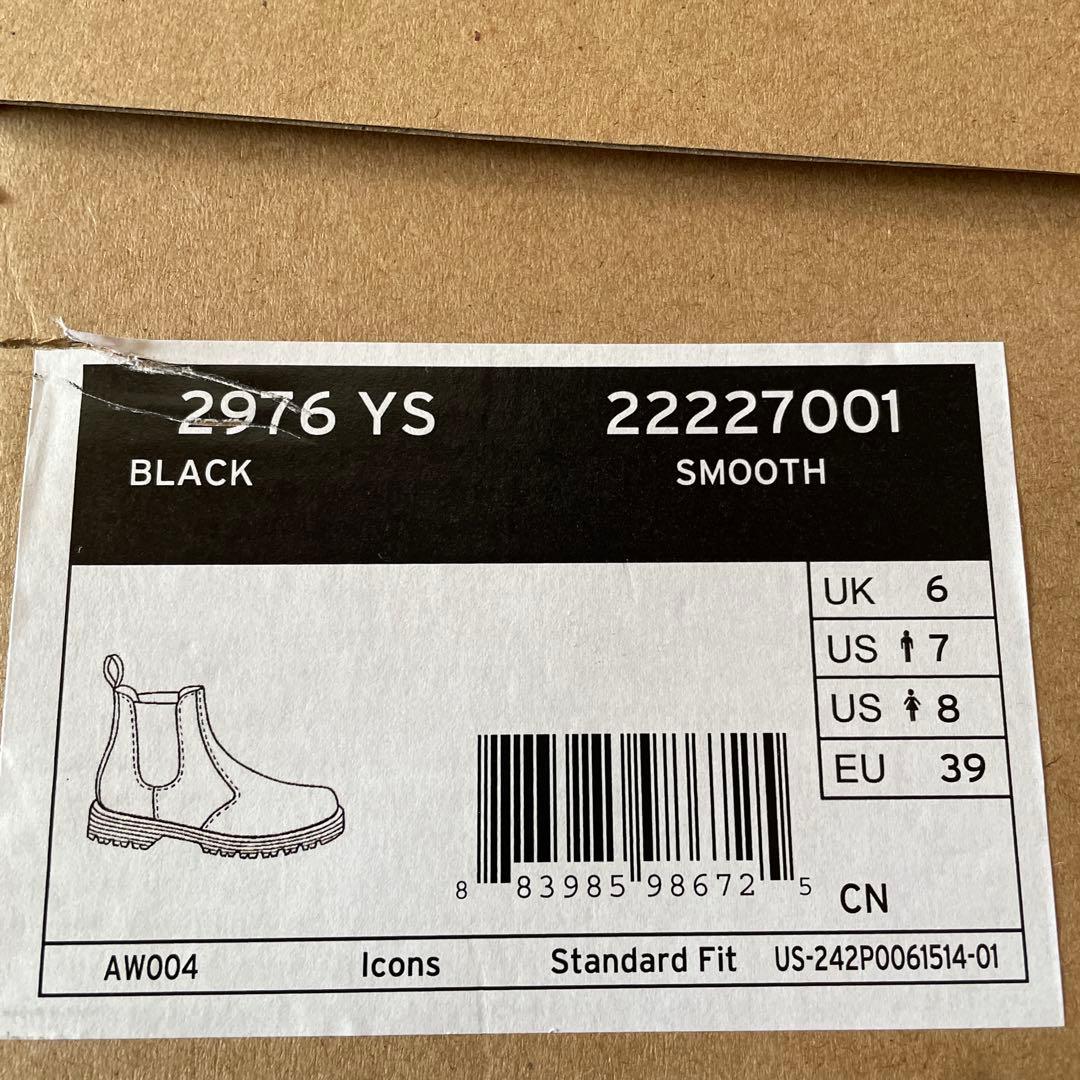 2976 YS 22227001
BLACK SMOOTH
UK 6
US 7
US 8
EU 39
8 83985 98672 5
CN
AW004 Icons Standard Fit US-242P0061514-01